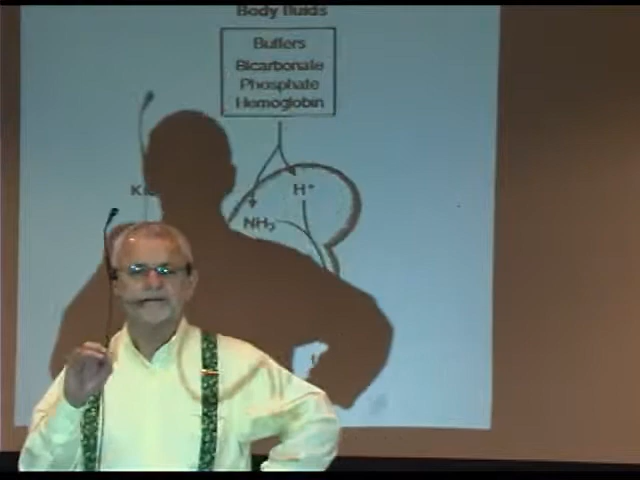 Body fluids
Buffers
Bicarbonate
Phosphate
Hemoglobin
H⁺
NH₃